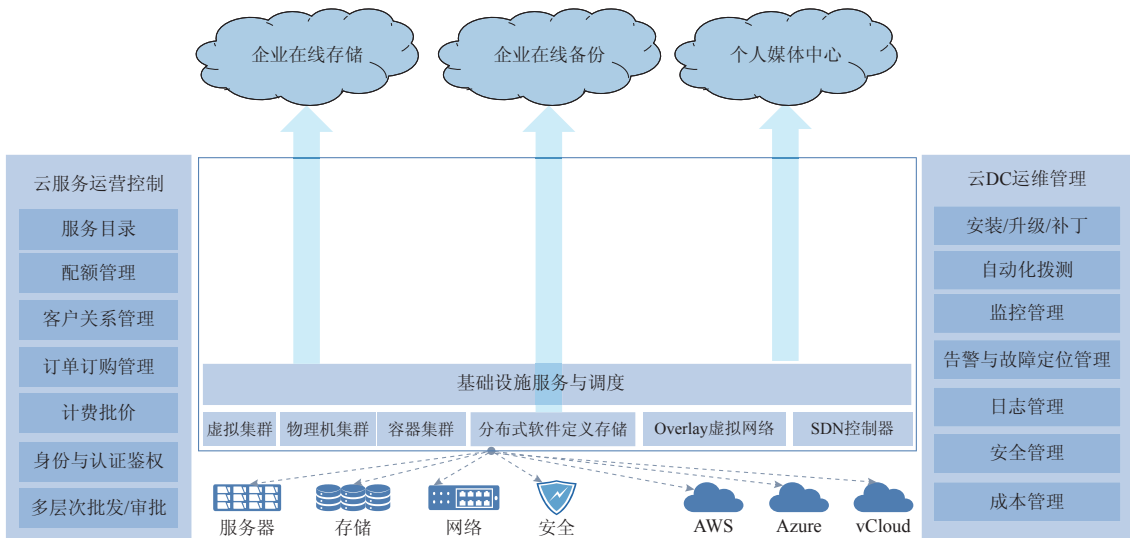 企业在线存储
企业在线备份
个人媒体中心
云服务运营控制
服务目录
配额管理
客户关系管理
订单订购管理
计费批价
身份与认证鉴权
多层次批发/审批
基础设施服务与调度
虚拟集群
物理机集群
容器集群
分布式软件定义存储
Overlay虚拟网络
SDN控制器
服务器
存储
网络
安全
AWS
Azure
vCloud
云DC运维管理
安装/升级/补丁
自动化拨测
监控管理
告警与故障定位管理
日志管理
安全管理
成本管理